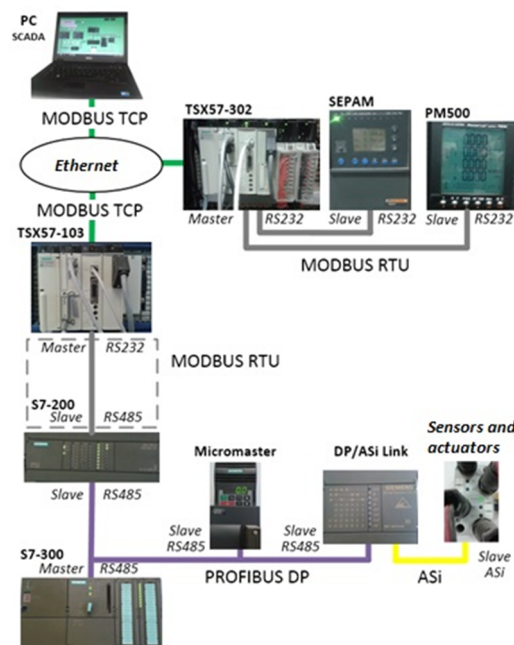 PC
SCADA
MODBUS TCP
Ethernet
MODBUS TCP
TSX57-302
SEPAM
PM500
Master
RS232
Slave
RS232
Slave
RS232
MODBUS RTU
TSX57-103
Master
RS232
MODBUS RTU
S7-200
Slave
RS485
Slave
RS485
Micromaster
DP/ASi Link
Sensors and
actuators
Slave
RS485
Slave
RS485
Slave
ASi
S7-300
Master
RS485
PROFIBUS DP
ASi